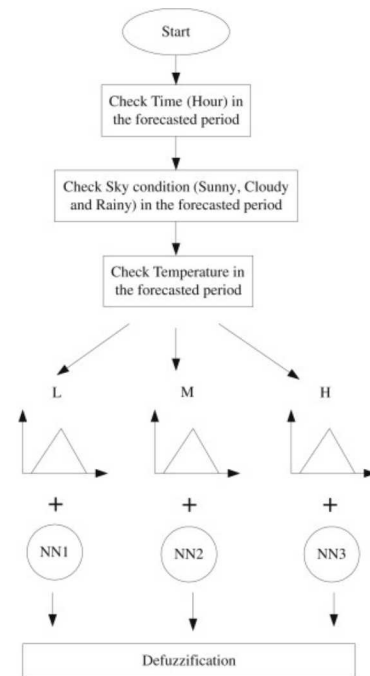 Start
Check Time (Hour) in
the forecasted period
Check Sky condition (Sunny, Cloudy
and Rainy) in the forecasted period
Check Temperature in
the forecasted period
L M H
+ + +
NN1 NN2 NN3
Defuzzification